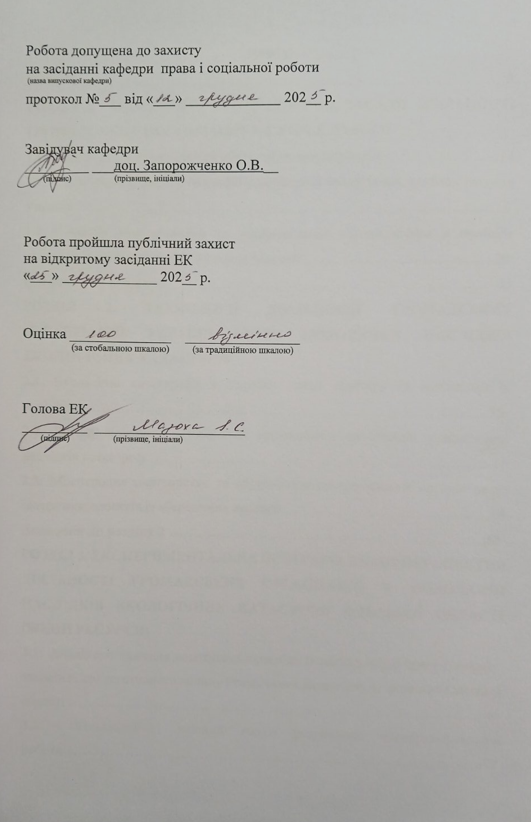 Робота допущена до захисту
на засіданні кафедри права і соціальної роботи
(назва випускової кафедри)
протокол № 5 від «12» грудня 2025 р.
Завідувач кафедри
доц. Запорожченко О.В.
(підпис) (прізвище, ініціали)
Робота пройшла публічний захист
на відкритому засіданні ЕК
«25» грудня 2025 р.
Оцінка 100 відмінно
(за стобальною шкалою) (за традиційною шкалою)
Голова ЕК
(підпис) (прізвище, ініціали)